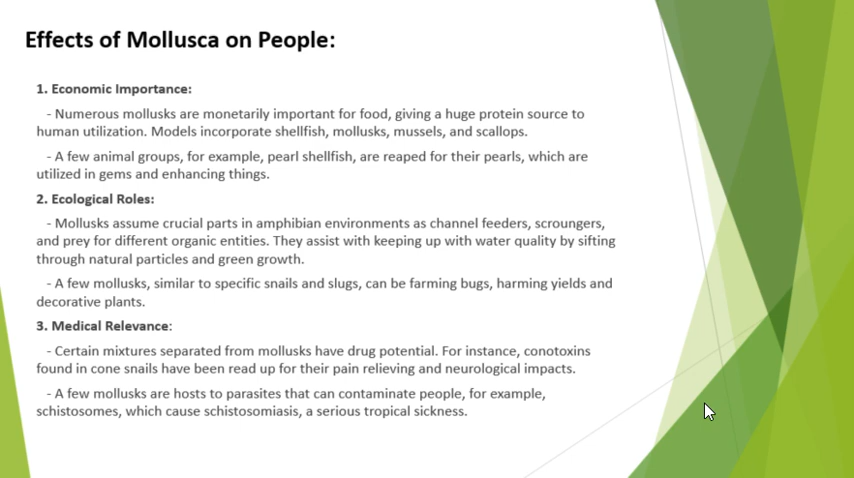 Effects of Mollusca on People:
1. Economic Importance:
- Numerous mollusks are monetarily important for food, giving a huge protein source to
human utilization. Models incorporate shellfish, mollusks, mussels, and scallops.
- A few animal groups, for example, pearl shellfish, are reaped for their pearls, which are
utilized in gems and enhancing things.
2. Ecological Roles:
- Mollusks assume crucial parts in amphibian environments as channel feeders, scroungers,
and prey for different organic entities. They assist with keeping up with water quality by sifting
through natural particles and green growth.
- A few mollusks, similar to specific snails and slugs, can be farming bugs, harming yields and
decorative plants.
3. Medical Relevance:
- Certain mixtures separated from mollusks have drug potential. For instance, conotoxins
found in cone snails have been read up for their pain relieving and neurological impacts.
- A few mollusks are hosts to parasites that can contaminate people, for example,
schistosomes, which cause schistosomiasis, a serious tropical sickness.